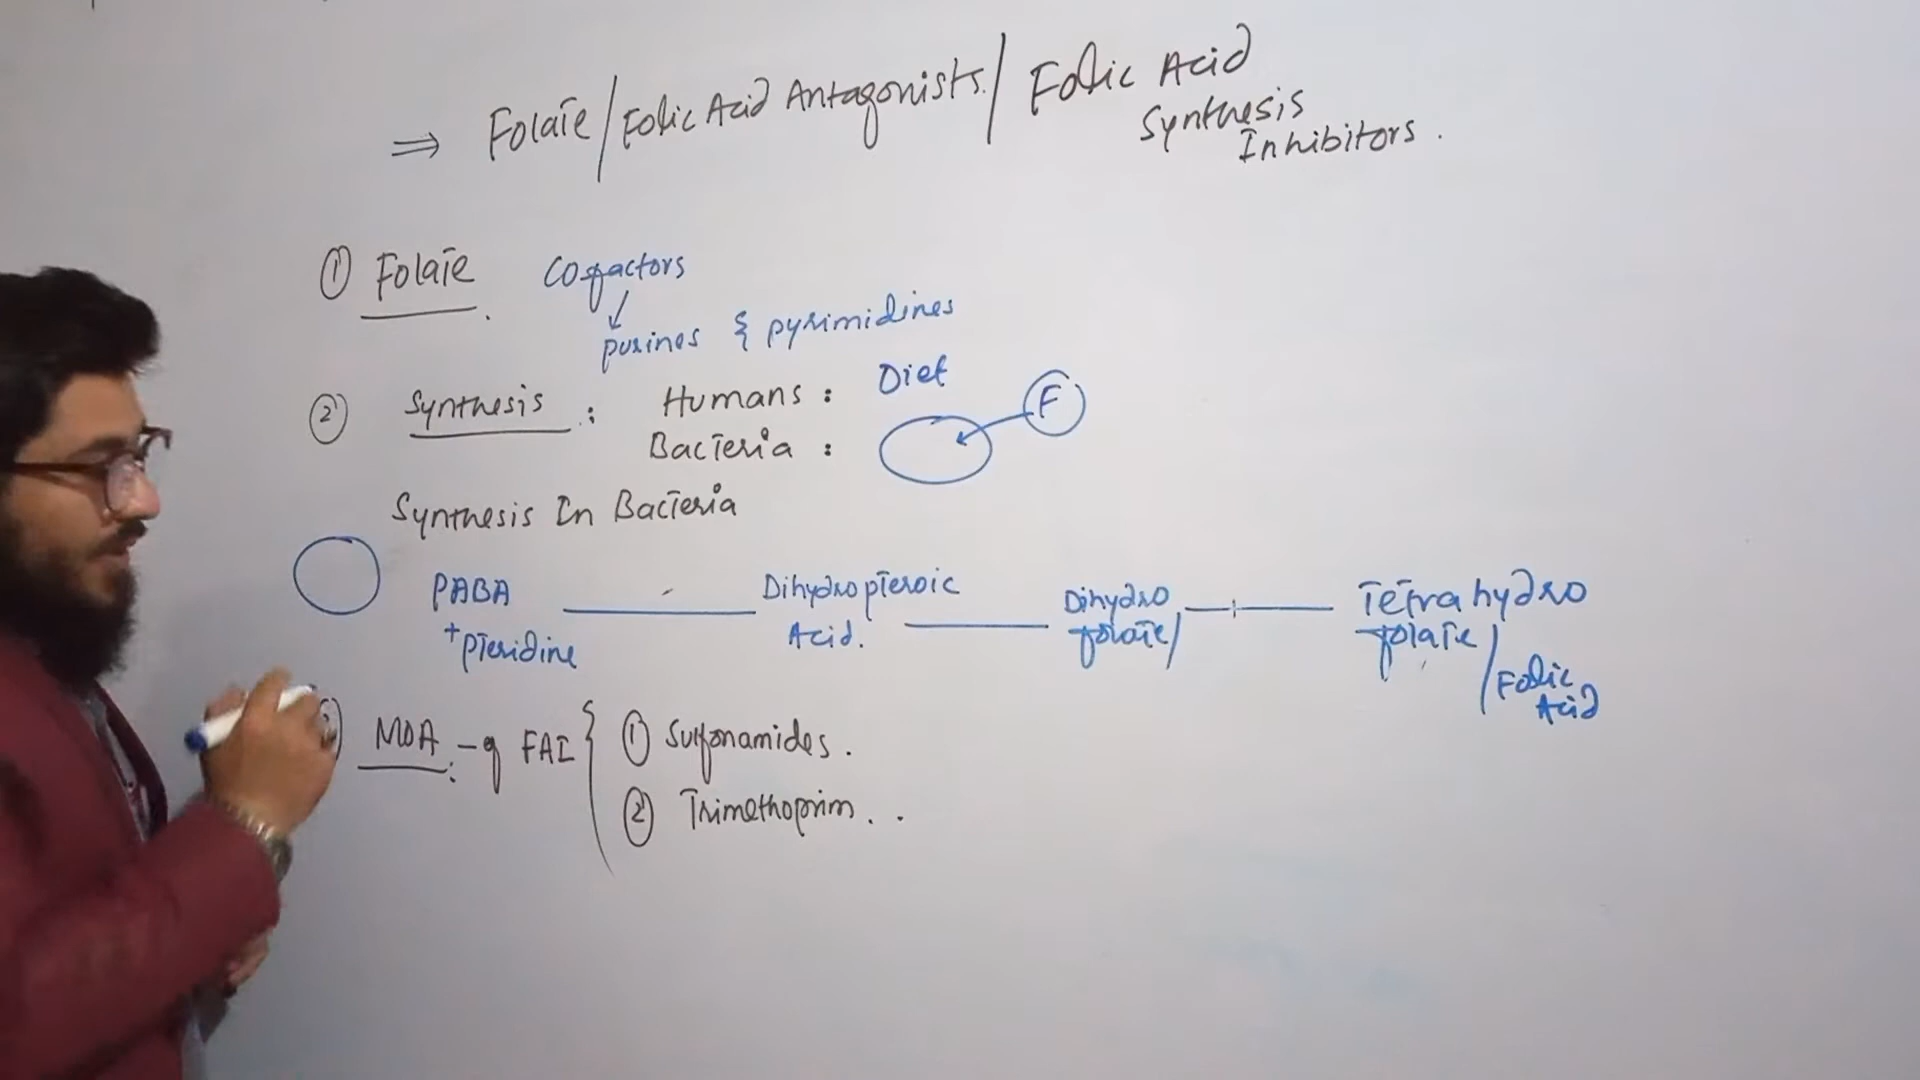 ⇒ Folate/Folic Acid Antagonists./Folic Acid
Synthesis
Inhibitors.
① Folate. Cofactors
↓
purines & pyrimidines
② Synthesis: Humans: Diet
Bacteria: F
Synthesis In Bacteria
PABA
+ pteridine
Dihydropteroic
Acid.
Dihydro
folate/
Tetrahydro
folate/Folic
Acid
MOA:- of FAI { ① Sulfonamides.
② Trimethoprim..